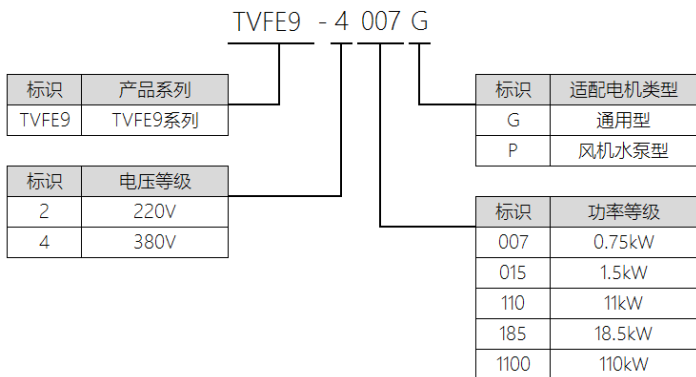 TVFE9 - 4 007 G
标识 产品系列
TVFE9 TVFE9系列
标识 电压等级
2 220V
4 380V
标识 适配电机类型
G 通用型
P 风机水泵型
标识 功率等级
007 0.75kW
015 1.5kW
110 11kW
185 18.5kW
1100 110kW